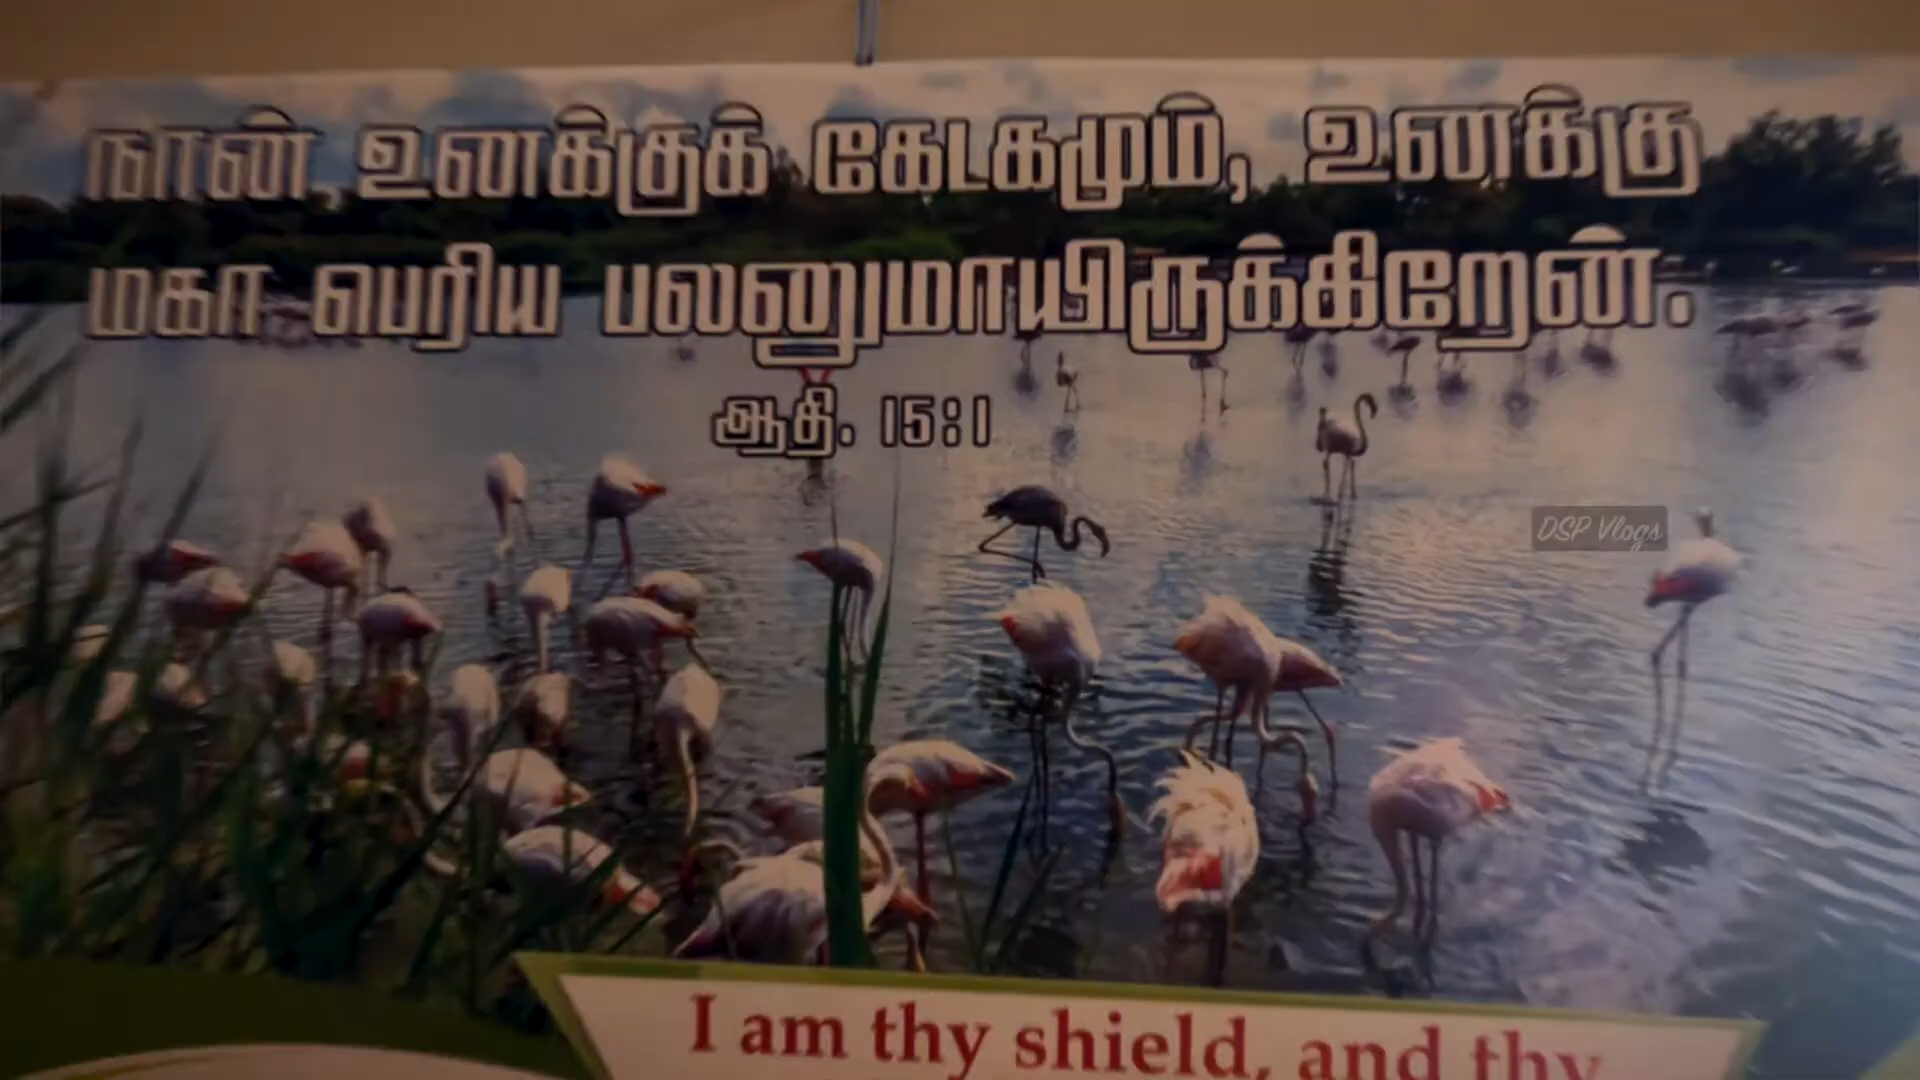 நான் உனக்குக் கேடகமும், உனக்கு
மகா பெரிய பலனுமாயிருக்கிறேன்.
ஆதி. 15:1
DSP Vlogs
I am thy shield, and thy